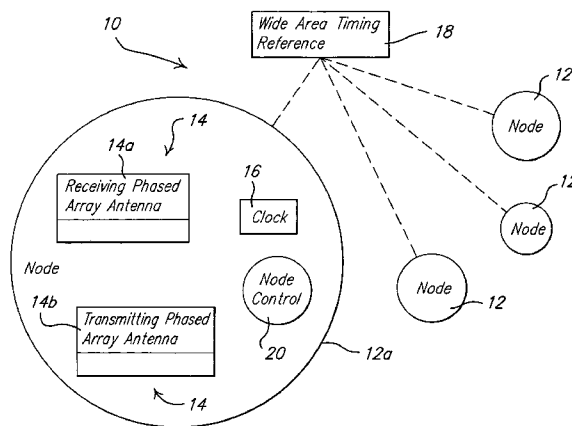 10
Wide Area Timing
Reference
18
12
Node
14
14a
Receiving Phased
Array Antenna
16
Clock
12
Node
Node
Node
Control
20
Node
12
14b
Transmitting Phased
Array Antenna
12a
14